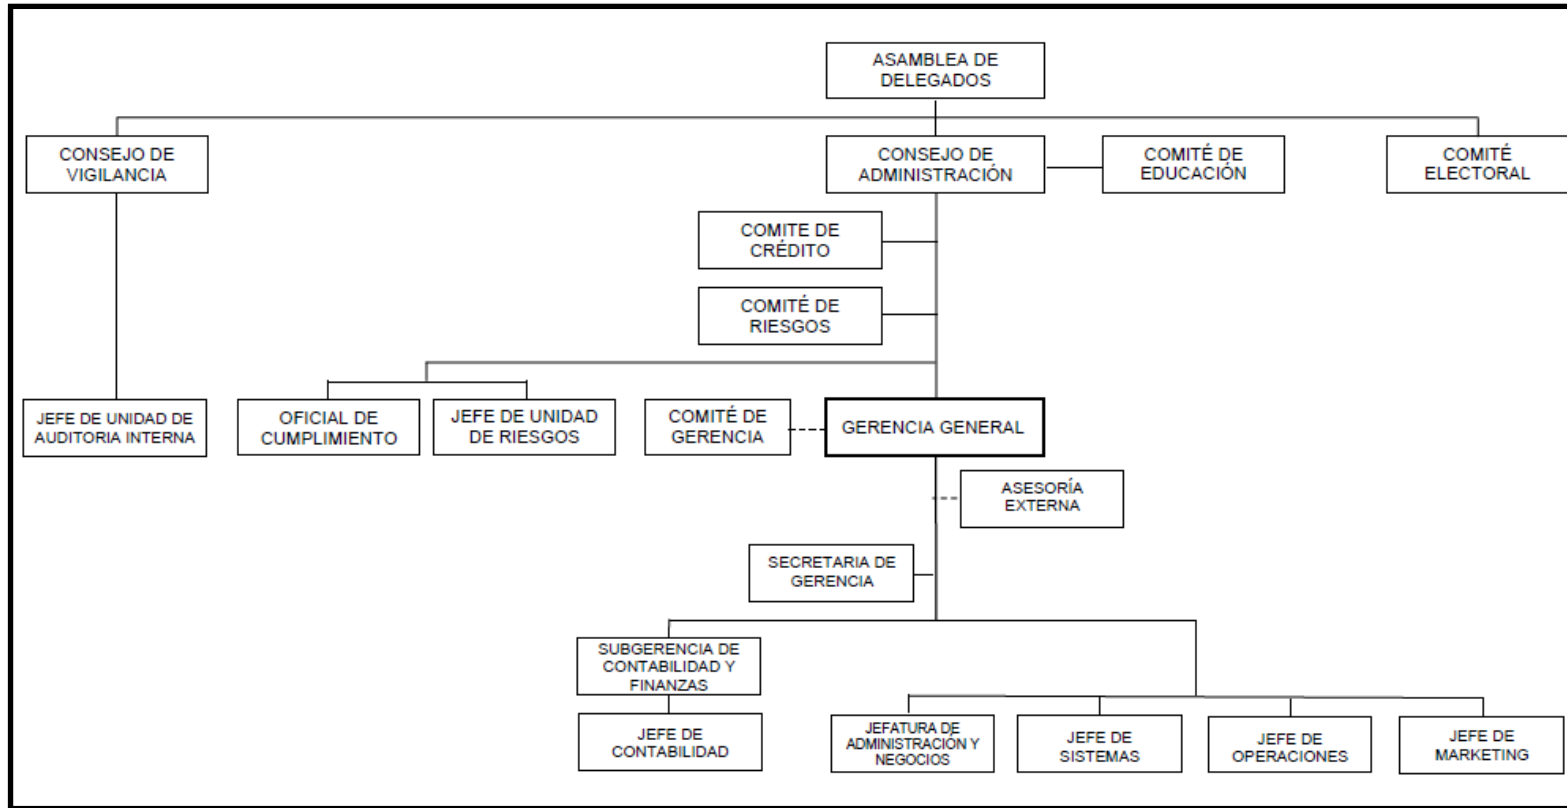 ASAMBLEA DE
DELEGADOS
CONSEJO DE
VIGILANCIA
CONSEJO DE
ADMINISTRACIÓN
COMITÉ DE
EDUCACIÓN
COMITÉ
ELECTORAL
COMITE DE
CRÉDITO
COMITÉ DE
RIESGOS
JEFE DE UNIDAD DE
AUDITORIA INTERNA
OFICIAL DE
CUMPLIMIENTO
JEFE DE UNIDAD
DE RIESGOS
COMITÉ DE
GERENCIA
GERENCIA GENERAL
ASESORÍA
EXTERNA
SECRETARIA DE
GERENCIA
SUBGERENCIA DE
CONTABILIDAD Y
FINANZAS
JEFE DE
CONTABILIDAD
JEFATURA DE
ADMINISTRACIÓN Y
NEGOCIOS
JEFE DE
SISTEMAS
JEFE DE
OPERACIONES
JEFE DE
MARKETING